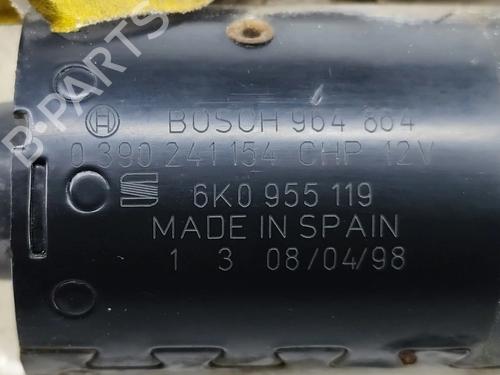 B-PARTS
BOSCH 964 864
0 390 241 154 CHP 12V
6K0 955 119
MADE IN SPAIN
1 3 08/04/98